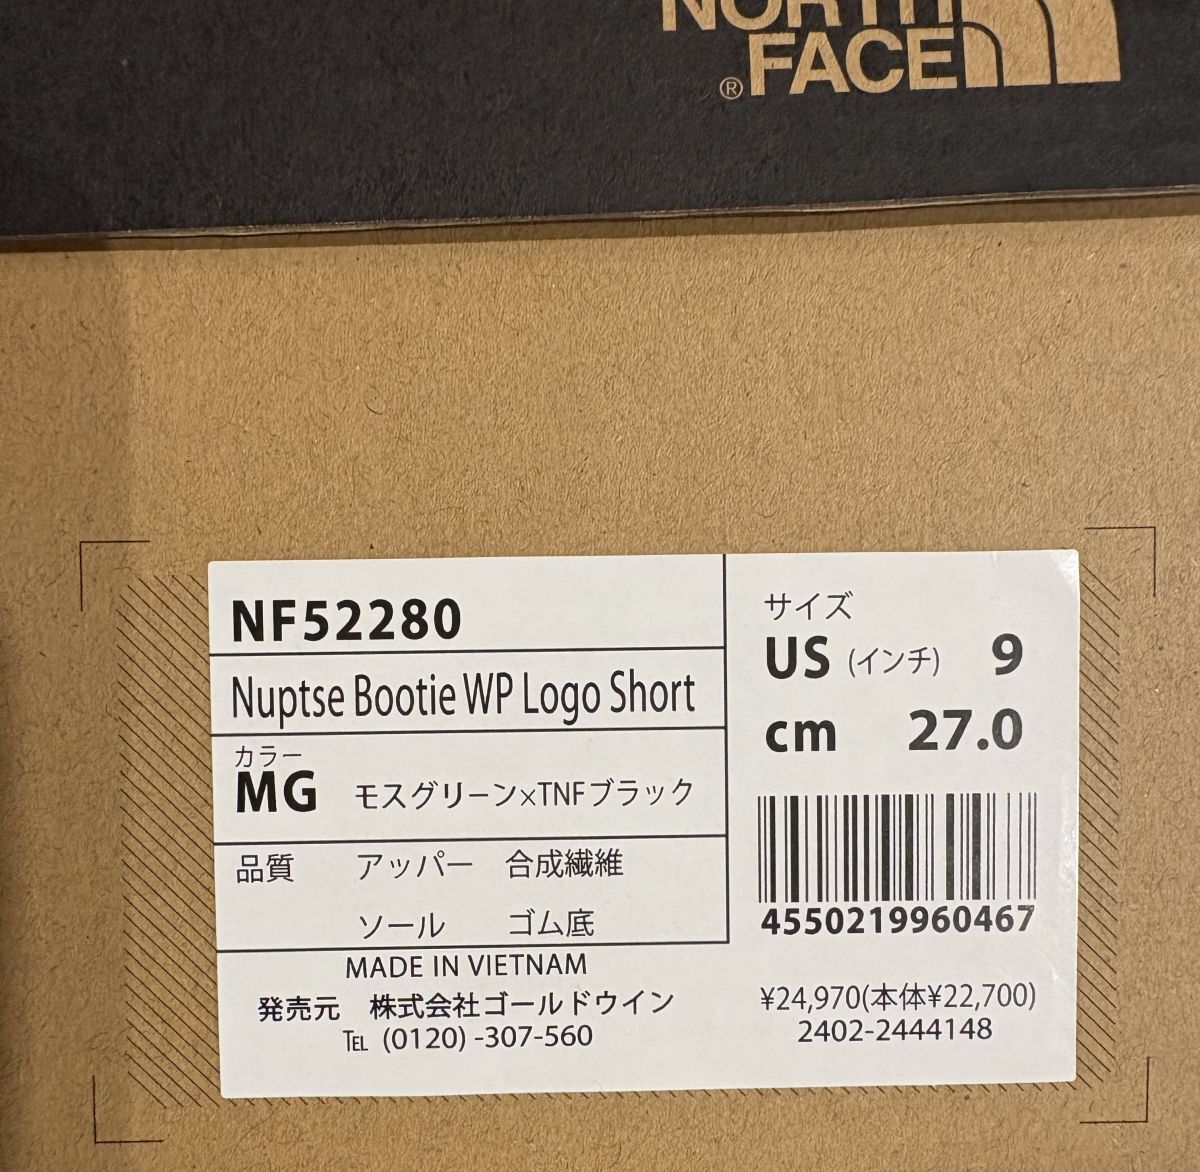 NORTH
® FACE
NF52280
Nuptse Bootie WP Logo Short
カラー
MG モスグリーン×TNFブラック
品質 アッパー 合成繊維
ソール ゴム底
MADE IN VIETNAM
発売元 株式会社ゴールドウイン
TEL (0120) -307-560
サイズ
US (インチ) 9
cm 27.0
4550219960467
¥24,970(本体¥22,700)
2402-2444148